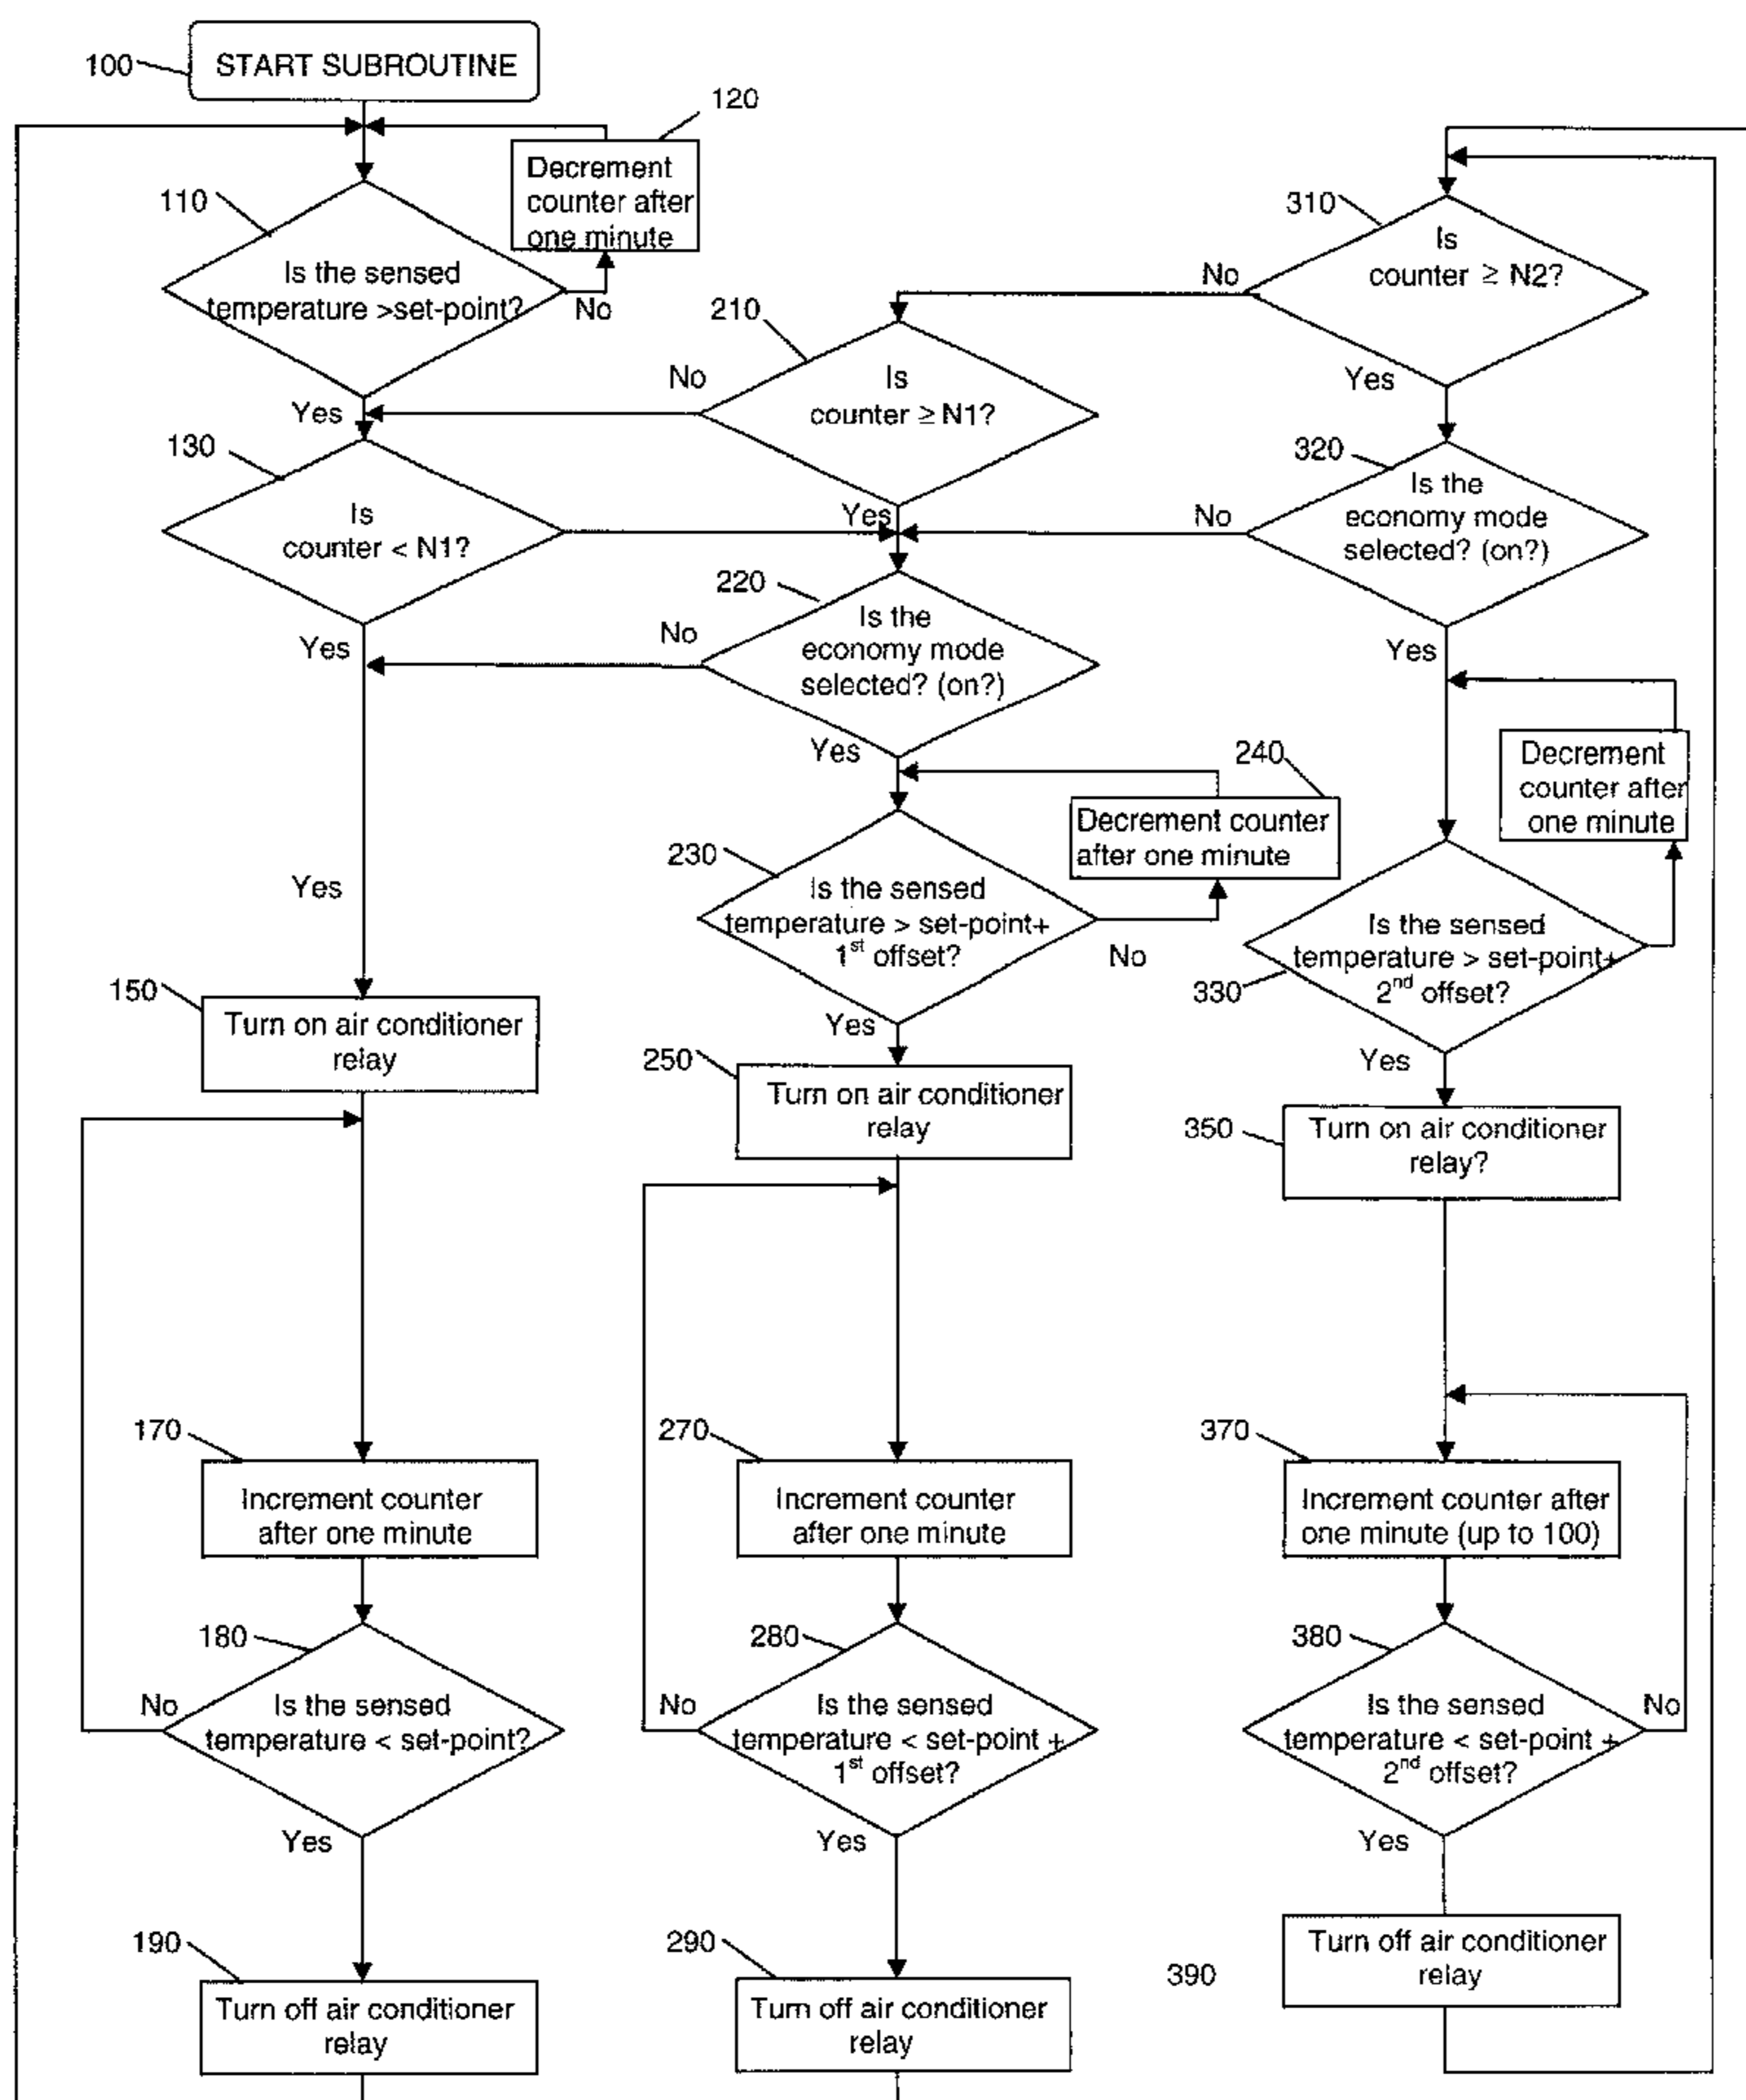 100
START SUBROUTINE
120
Decrement
counter after
one minute
110
Is the sensed
temperature >set-point?
No
Yes
310
Is
counter ≥ N2?
No
Yes
210
Is
counter ≥ N1?
No
Yes
130
Is
counter < N1?
Yes
320
Is the
economy mode
selected? (on?)
No
Yes
220
Is the
economy mode
selected? (on?)
No
Yes
240
Decrement counter
after one minute
Decrement
counter after
one minute
230
Is the sensed
temperature > set-point+
1st offset?
No
Yes
330
Is the sensed
temperature > set-point+
2nd offset?
Yes
Yes
150
Turn on air conditioner
relay
250
Turn on air conditioner
relay
350
Turn on air conditioner
relay?
170
Increment counter
after one minute
270
Increment counter
after one minute
370
Increment counter after
one minute (up to 100)
180
Is the sensed
temperature < set-point?
No
Yes
280
Is the sensed
temperature < set-point +
1st offset?
No
Yes
380
Is the sensed
temperature < set-point +
2nd offset?
No
Yes
190
Turn off air conditioner
relay
290
Turn off air conditioner
relay
390
Turn off air conditioner
relay